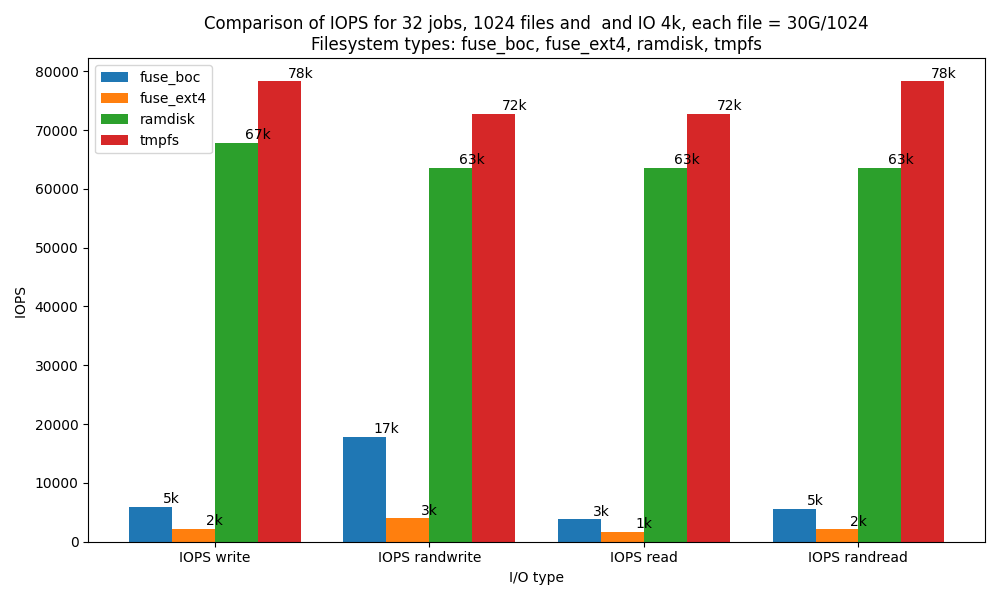 Comparison of IOPS for 32 jobs, 1024 files and  and IO 4k, each file = 30G/1024
Filesystem types: fuse_boc, fuse_ext4, ramdisk, tmpfs
fuse_boc
fuse_ext4
ramdisk
tmpfs
IOPS
80000
70000
60000
50000
40000
30000
20000
10000
0
5k
2k
67k
78k
17k
3k
63k
72k
3k
1k
63k
72k
5k
2k
63k
78k
IOPS write
IOPS randwrite
IOPS read
IOPS randread
I/O type